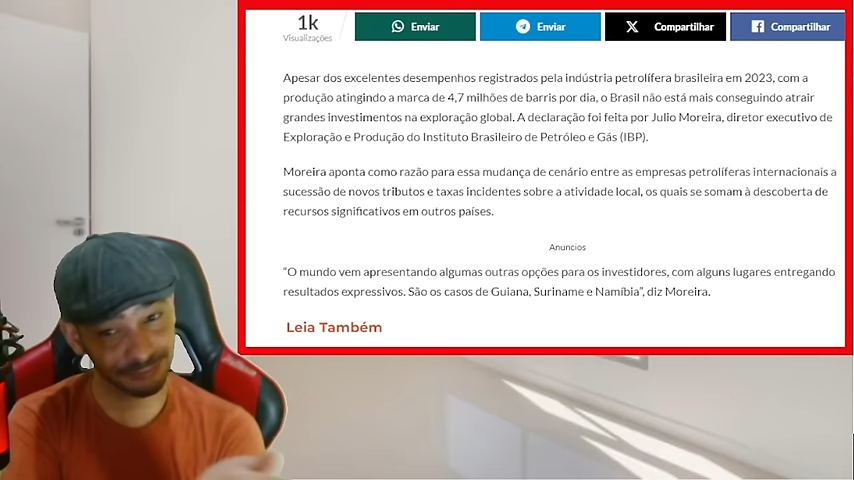 1k
Visualizações
Enviar
Enviar
Compartilhar
Compartilhar
Apesar dos excelentes desempenhos registrados pela indústria petrolífera brasileira em 2023, com a
produção atingindo a marca de 4,7 milhões de barris por dia, o Brasil não está mais conseguindo atrair
grandes investimentos na exploração global. A declaração foi feita por Julio Moreira, diretor executivo de
Exploração e Produção do Instituto Brasileiro de Petróleo e Gás (IBP).
Moreira aponta como razão para essa mudança de cenário entre as empresas petrolíferas internacionais a
sucessão de novos tributos e taxas incidentes sobre a atividade local, os quais se somam à descoberta de
recursos significativos em outros países.
Anuncios
“O mundo vem apresentando algumas outras opções para os investidores, com alguns lugares entregando
resultados expressivos. São os casos de Guiana, Suriname e Namíbia”, diz Moreira.
Leia Também